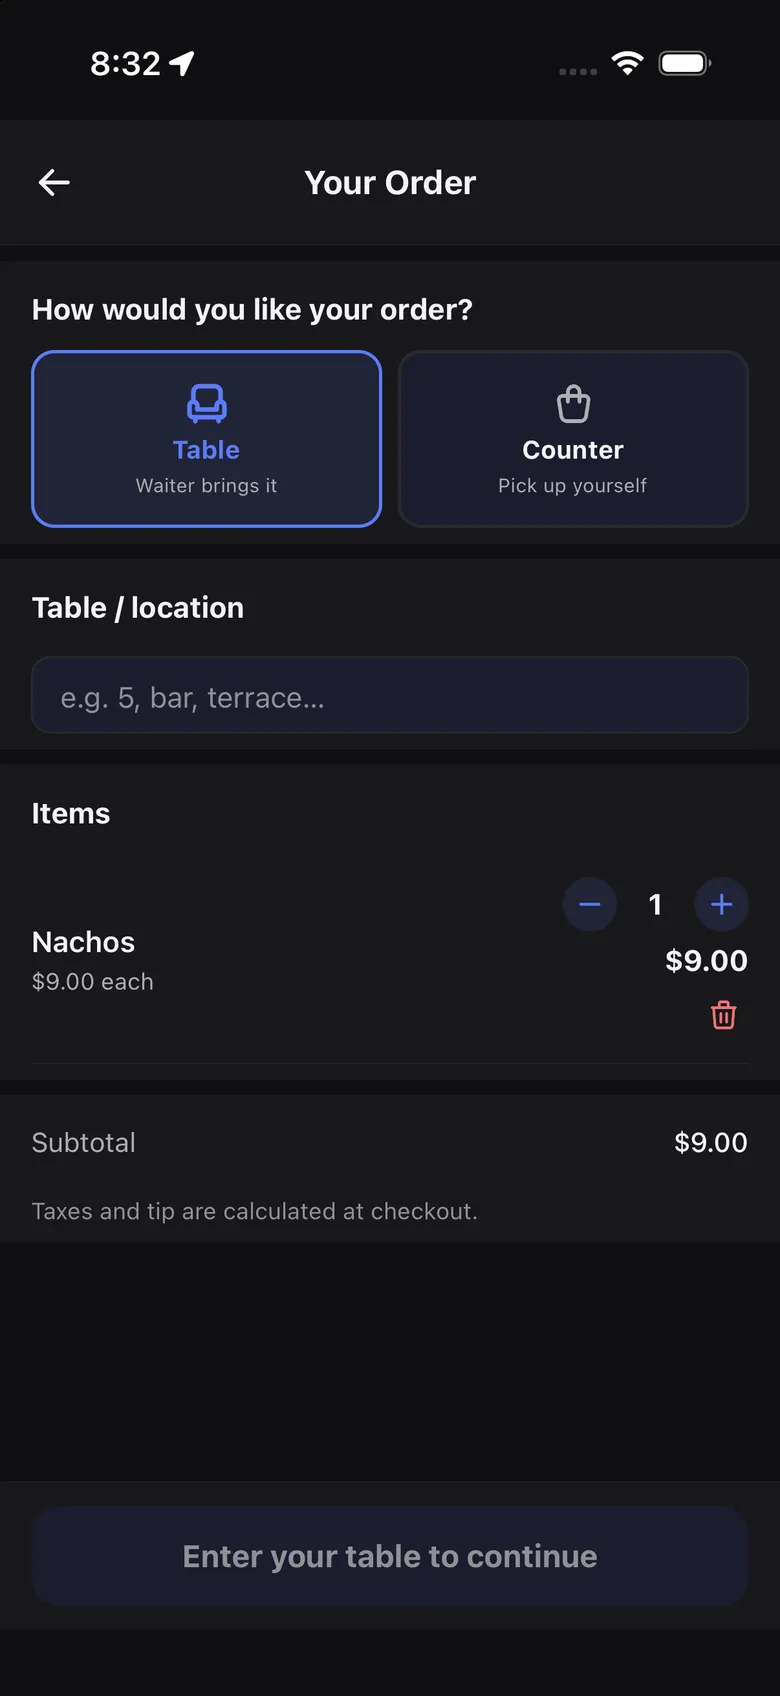 8:32
Your Order
How would you like your order?
Table
Waiter brings it
Counter
Pick up yourself
Table / location
e.g. 5, bar, terrace...
Items
1
Nachos
$9.00
$9.00 each
Subtotal
$9.00
Taxes and tip are calculated at checkout.
Enter your table to continue